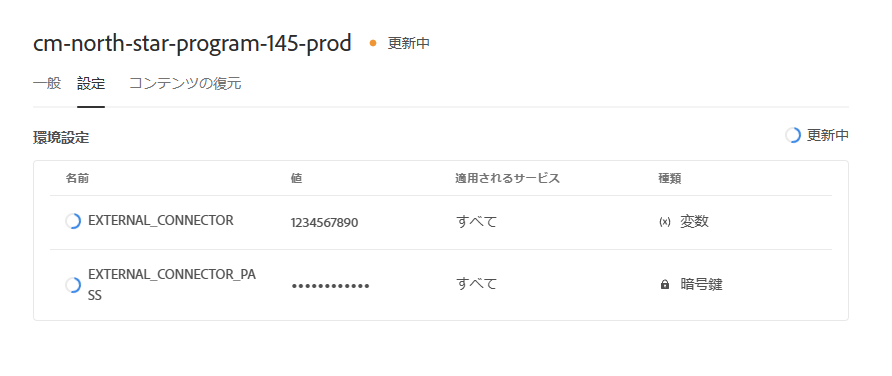 cm-north-star-program-145-prod 更新中
一般 設定 コンテンツの復元
環境設定 更新中
名前 値 適用されるサービス 種類
EXTERNAL_CONNECTOR 1234567890 すべて (x) 変数
EXTERNAL_CONNECTOR_PA
SS •••••••••••• すべて 暗号鍵